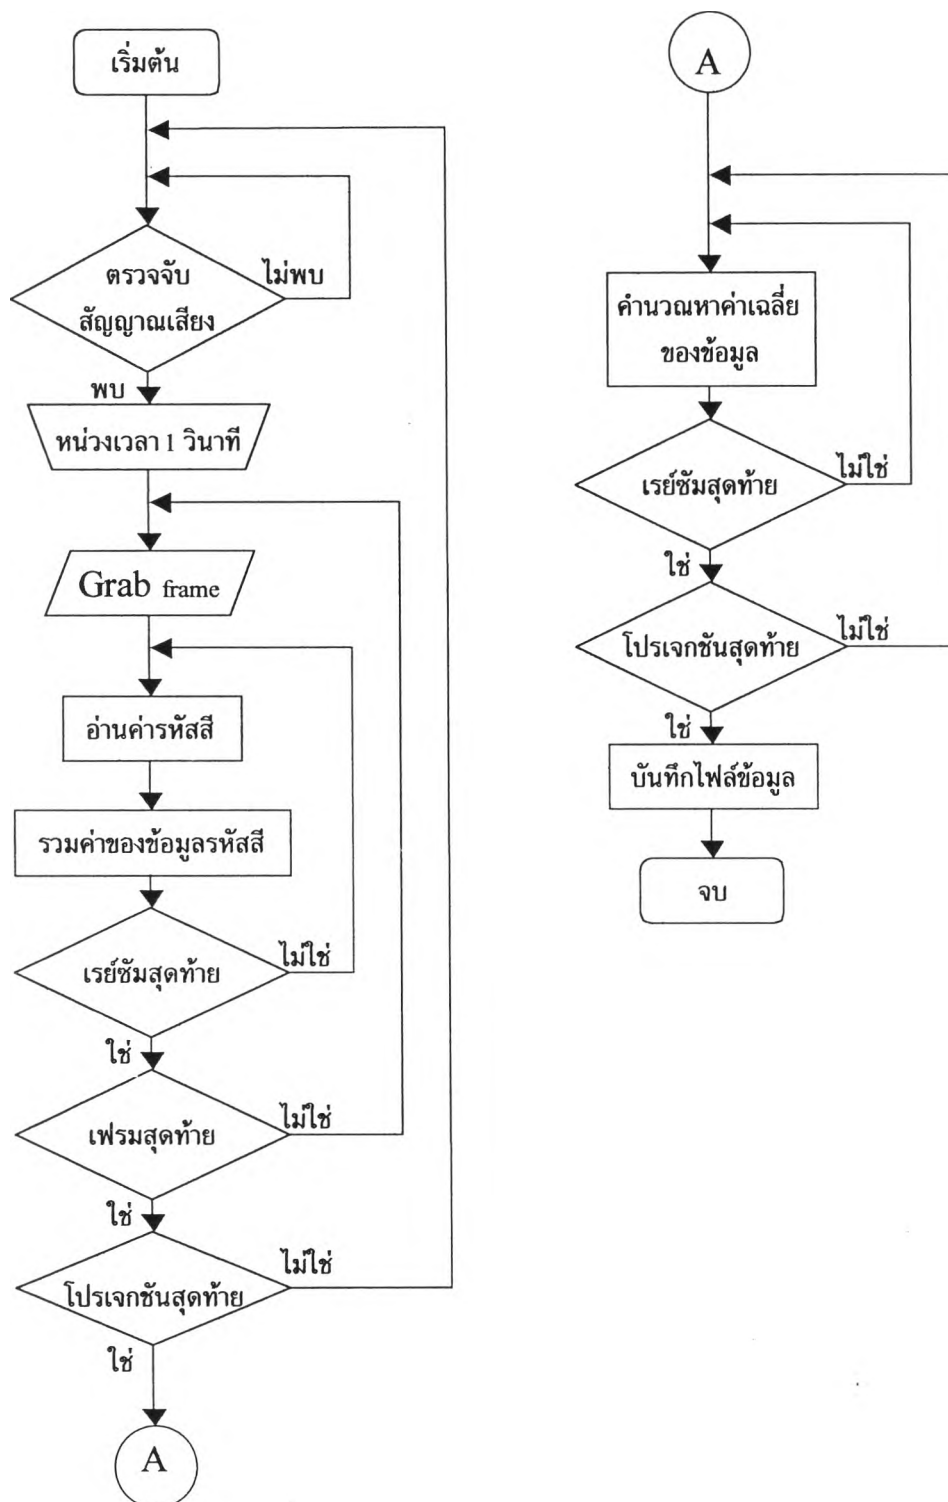 เริ่มต้น
ตรวจจับ
สัญญาณเสียง
ไม่พบ
พบ
หน่วงเวลา 1 วินาที
Grab frame
อ่านค่ารหัสสี
รวมค่าของข้อมูลรหัสสี
เรย์ซัมสุดท้าย
ไม่ใช่
ใช่
เฟรมสุดท้าย
ไม่ใช่
ใช่
โปรเจกชันสุดท้าย
ไม่ใช่
ใช่
A
A
คำนวณหาค่าเฉลี่ย
ของข้อมูล
เรย์ซัมสุดท้าย
ไม่ใช่
ใช่
โปรเจกชันสุดท้าย
ไม่ใช่
ใช่
บันทึกไฟล์ข้อมูล
จบ